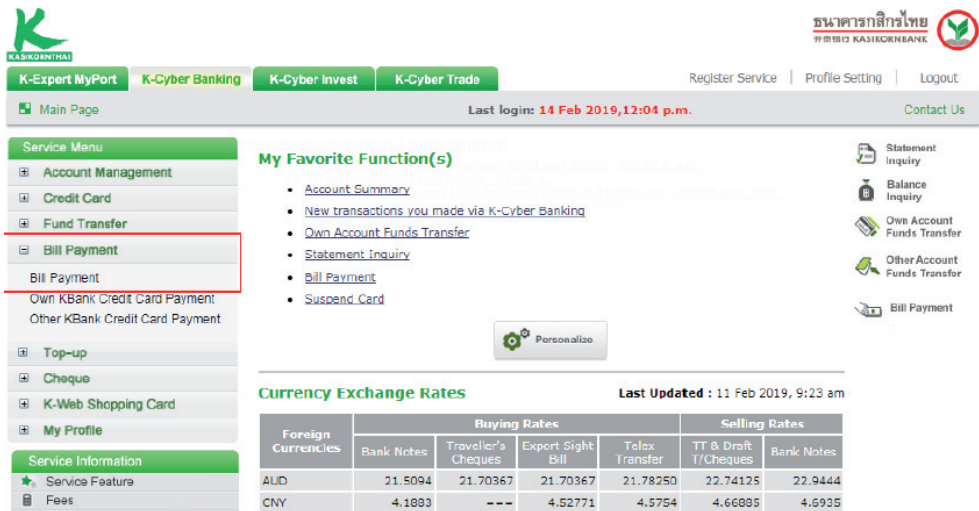 KASIKORNTHAI
ธนาคารกสิกรไทย
开泰银行 KASIKORNBANK
K-Expert MyPort
K-Cyber Banking
K-Cyber Invest
K-Cyber Trade
Register Service | Profile Setting | Logout
Main Page
Last login: 14 Feb 2019,12:04 p.m.
Contact Us
Service Menu
Account Management
Credit Card
Fund Transfer
Bill Payment
Bill Payment
Own KBank Credit Card Payment
Other KBank Credit Card Payment
Top-up
Cheque
K-Web Shopping Card
My Profile
Service Information
Service Feature
Fees
My Favorite Function(s)
• Account Summary
• New transactions you made via K-Cyber Banking
• Own Account Funds Transfer
• Statement Inquiry
• Bill Payment
• Suspend Card
Personalize
Statement
Inquiry
Balance
Inquiry
Own Account
Funds Transfer
Other Account
Funds Transfer
Bill Payment
Currency Exchange Rates
Last Updated : 11 Feb 2019, 9:23 am
Foreign
Currencies
Buying Rates
Selling Rates
Bank Notes
Traveller's
Cheques
Export Sight
Bill
Telex
Transfer
TT & Draft
T/Cheques
Bank Notes
AUD 21.5094 21.70367 21.70367 21.78250 22.74125 22.9444
CNY 4.1883 --- 4.52771 4.5754 4.66885 4.6935